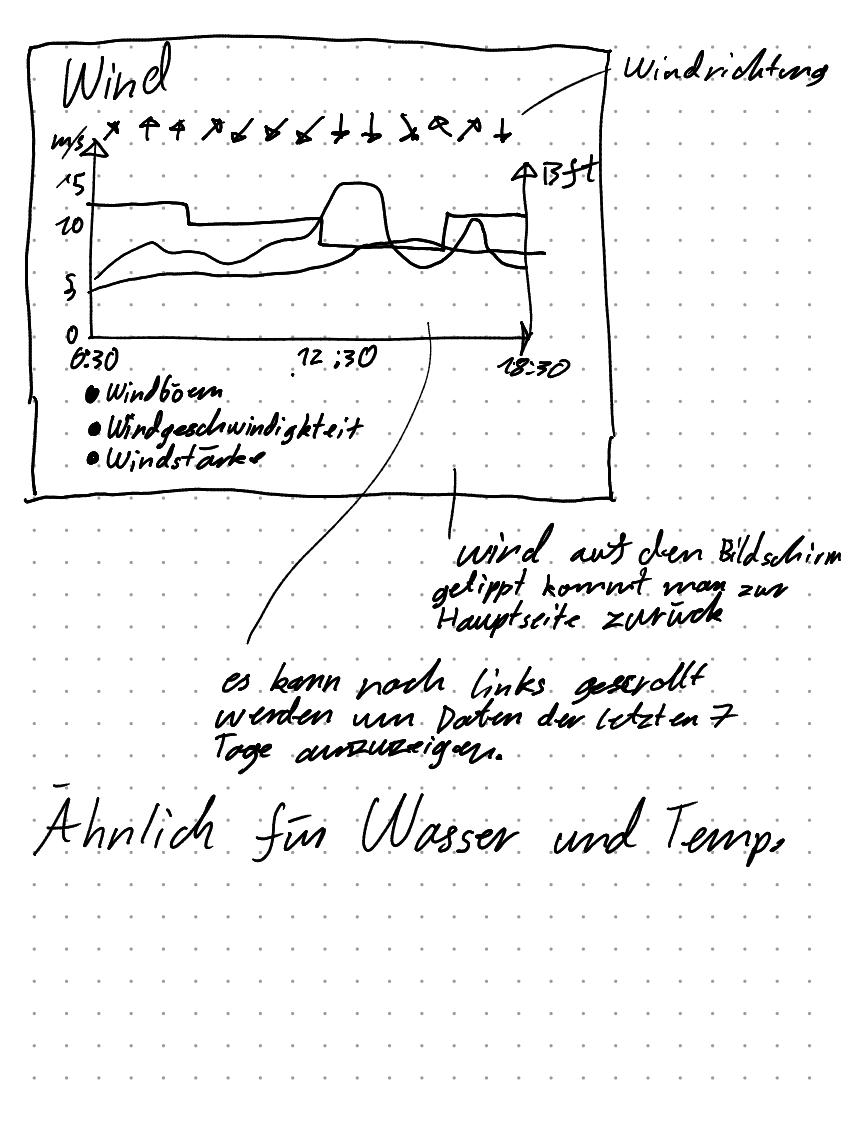 Wind
Windrichtung
m/s
Bft
15
10
5
0
6:30
12:30
18:30
• Windböen
• Windgeschwindigkeit
• Windstärke
wird auf den Bildschirm
getippt kommt man zur
Hauptseite zurück
es kann nach links gescrollt
werden um Daten der letzten 7
Tage anzuzeigen.
Ähnlich für Wasser und Temp.